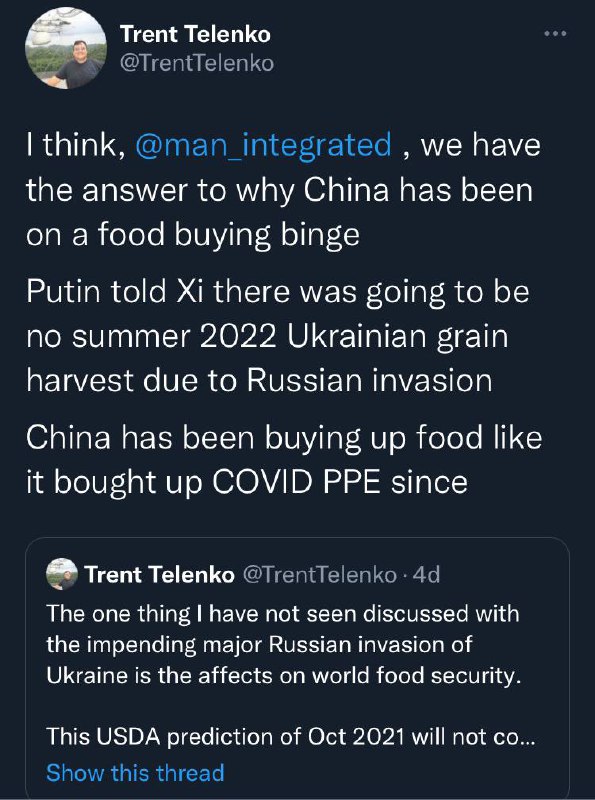 Trent Telenko
@TrentTelenko
I think, @man_integrated , we have
the answer to why China has been
on a food buying binge
Putin told Xi there was going to be
no summer 2022 Ukrainian grain
harvest due to Russian invasion
China has been buying up food like
it bought up COVID PPE since
Trent Telenko @TrentTelenko · 4d
The one thing I have not seen discussed with
the impending major Russian invasion of
Ukraine is the affects on world food security.
This USDA prediction of Oct 2021 will not co...
Show this thread